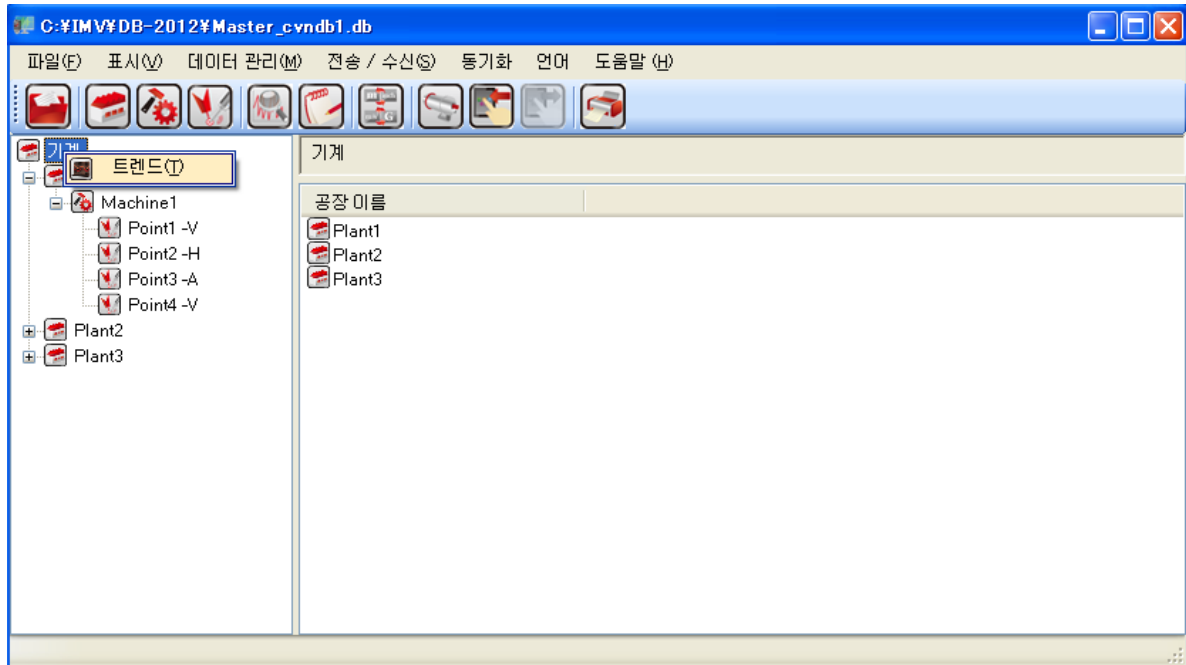 C:¥IMV¥DB-2012¥Master_cvndb1.db
파일(F) 표시(V) 데이터 관리(M) 전송 / 수신(S) 동기화 언어 도움말 (H)
기계
트렌드(T)
Machine1
Point1 -V
Point2 -H
Point3 -A
Point4 -V
Plant2
Plant3
기계
공장 이름
Plant1
Plant2
Plant3